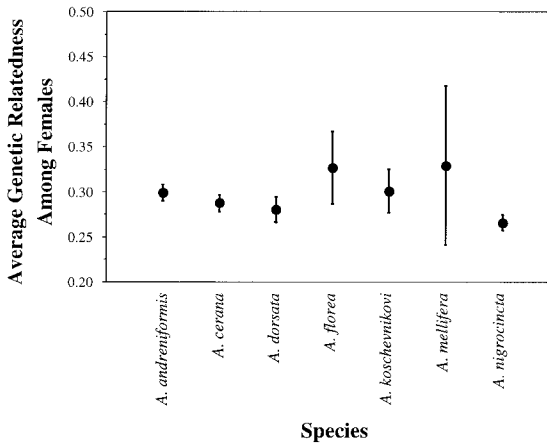 Average Genetic Relatedness
Among Females
0.50
0.45
0.40
0.35
0.30
0.25
0.20
A. andreniformis
A. cerana
A. dorsata
A. florea
A. koschevnikovi
A. mellifera
A. nigrocincta
Species